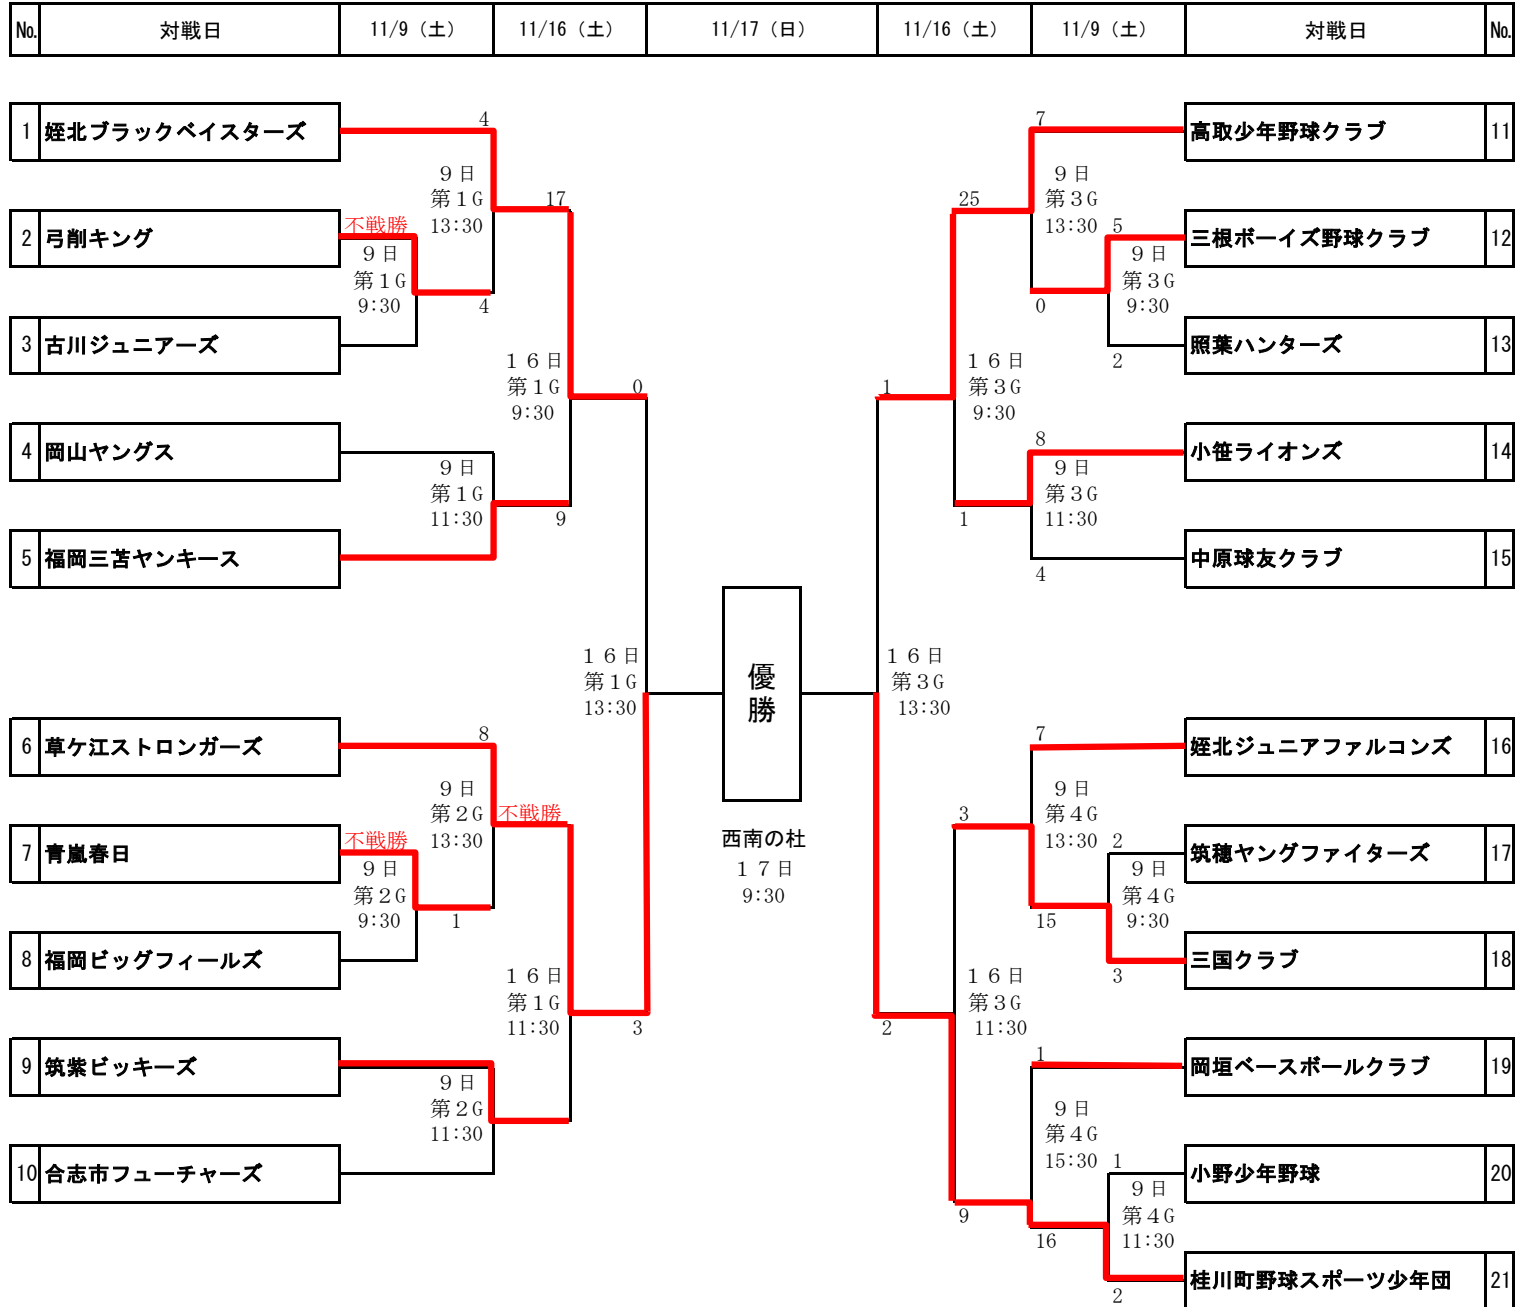 No. 対戦日 11/9（土） 11/16（土） 11/17（日） 11/16（土） 11/9（土） 対戦日 No.
1 姪北ブラックベイスターズ
4
９日
第１G
13:30
17
2 弓削キング
不戦勝
９日
第１G
9:30
4
3 古川ジュニアーズ
１６日
第１G
9:30
0
4 岡山ヤングス
９日
第１G
11:30
9
5 福岡三苫ヤンキース
１６日
第１G
13:30
6 草ケ江ストロンガーズ
8
９日
第２G
13:30
不戦勝
7 青嵐春日
不戦勝
９日
第２G
9:30
1
8 福岡ビッグフィールズ
１６日
第１G
11:30
3
9 筑紫ビッキーズ
９日
第２G
11:30
10 合志市フューチャーズ
優勝
西南の杜
１７日
9:30
7
高取少年野球クラブ 11
９日
第３G
13:30
25
5
三根ボーイズ野球クラブ 12
９日
第３G
9:30
0
照葉ハンターズ 13
2
１６日
第３G
9:30
1
8
小笹ライオンズ 14
９日
第３G
11:30
1
中原球友クラブ 15
4
１６日
第３G
13:30
7
姪北ジュニアファルコンズ 16
９日
第４G
13:30
3
2
筑穂ヤングファイターズ 17
９日
第４G
9:30
15
三国クラブ 18
3
１６日
第３G
11:30
2
1
岡垣ベースボールクラブ 19
９日
第４G
15:30
9
1
小野少年野球 20
９日
第４G
11:30
16
桂川町野球スポーツ少年団 21
2